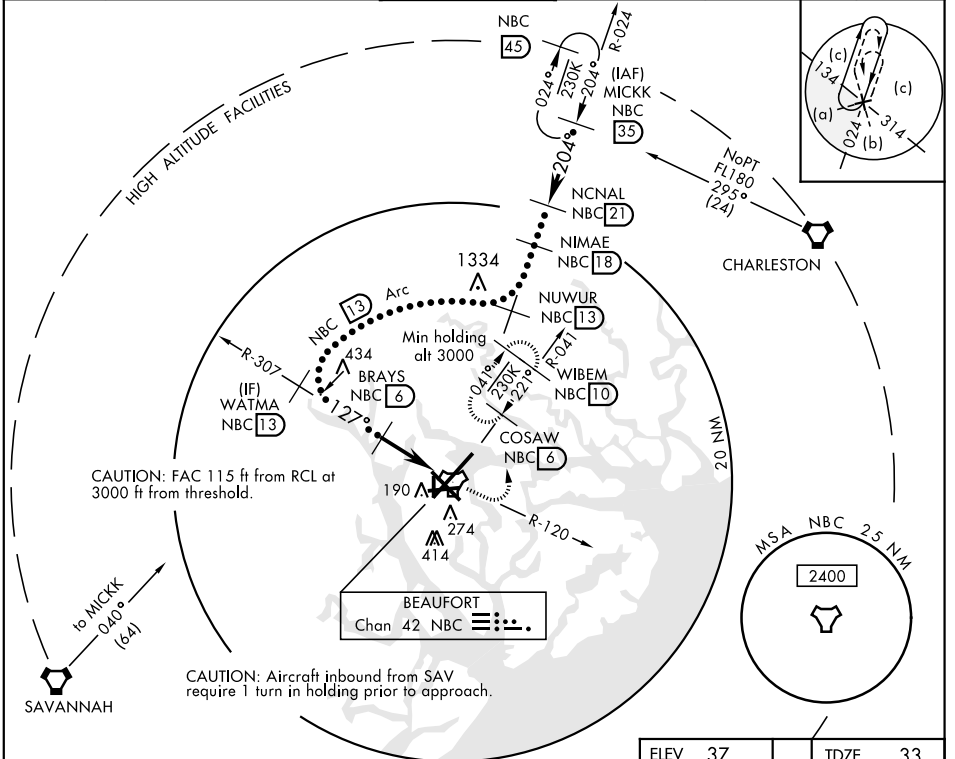 NBC
45
R-024
024°
230K
204°
(IAF)
MICKK
NBC
35
204°
(c)
134
(c)
(a)
024
(b)
314
HIGH ALTITUDE FACILITIES
NoPT
FL180
295°
(24)
NCNAL
NBC 21
NIMAE
NBC 18
CHARLESTON
1334
NBC 13 Arc
NUWUR
NBC 13
Min holding
alt 3000
R-041
R-307
434
BRAYS
NBC 6
041°
230K
221°
WIBEM
NBC 10
(IF)
WATMA
NBC 13
127°
COSAW
NBC 6
20 NM
CAUTION: FAC 115 ft from RCL at
3000 ft from threshold.
190
274
414
R-120
MSA NBC 25 NM
2400
BEAUFORT
Chan 42 NBC
to MICKK
040°
(64)
SAVANNAH
CAUTION: Aircraft inbound from SAV
require 1 turn in holding prior to approach.
ELEV 37
TDZE 33